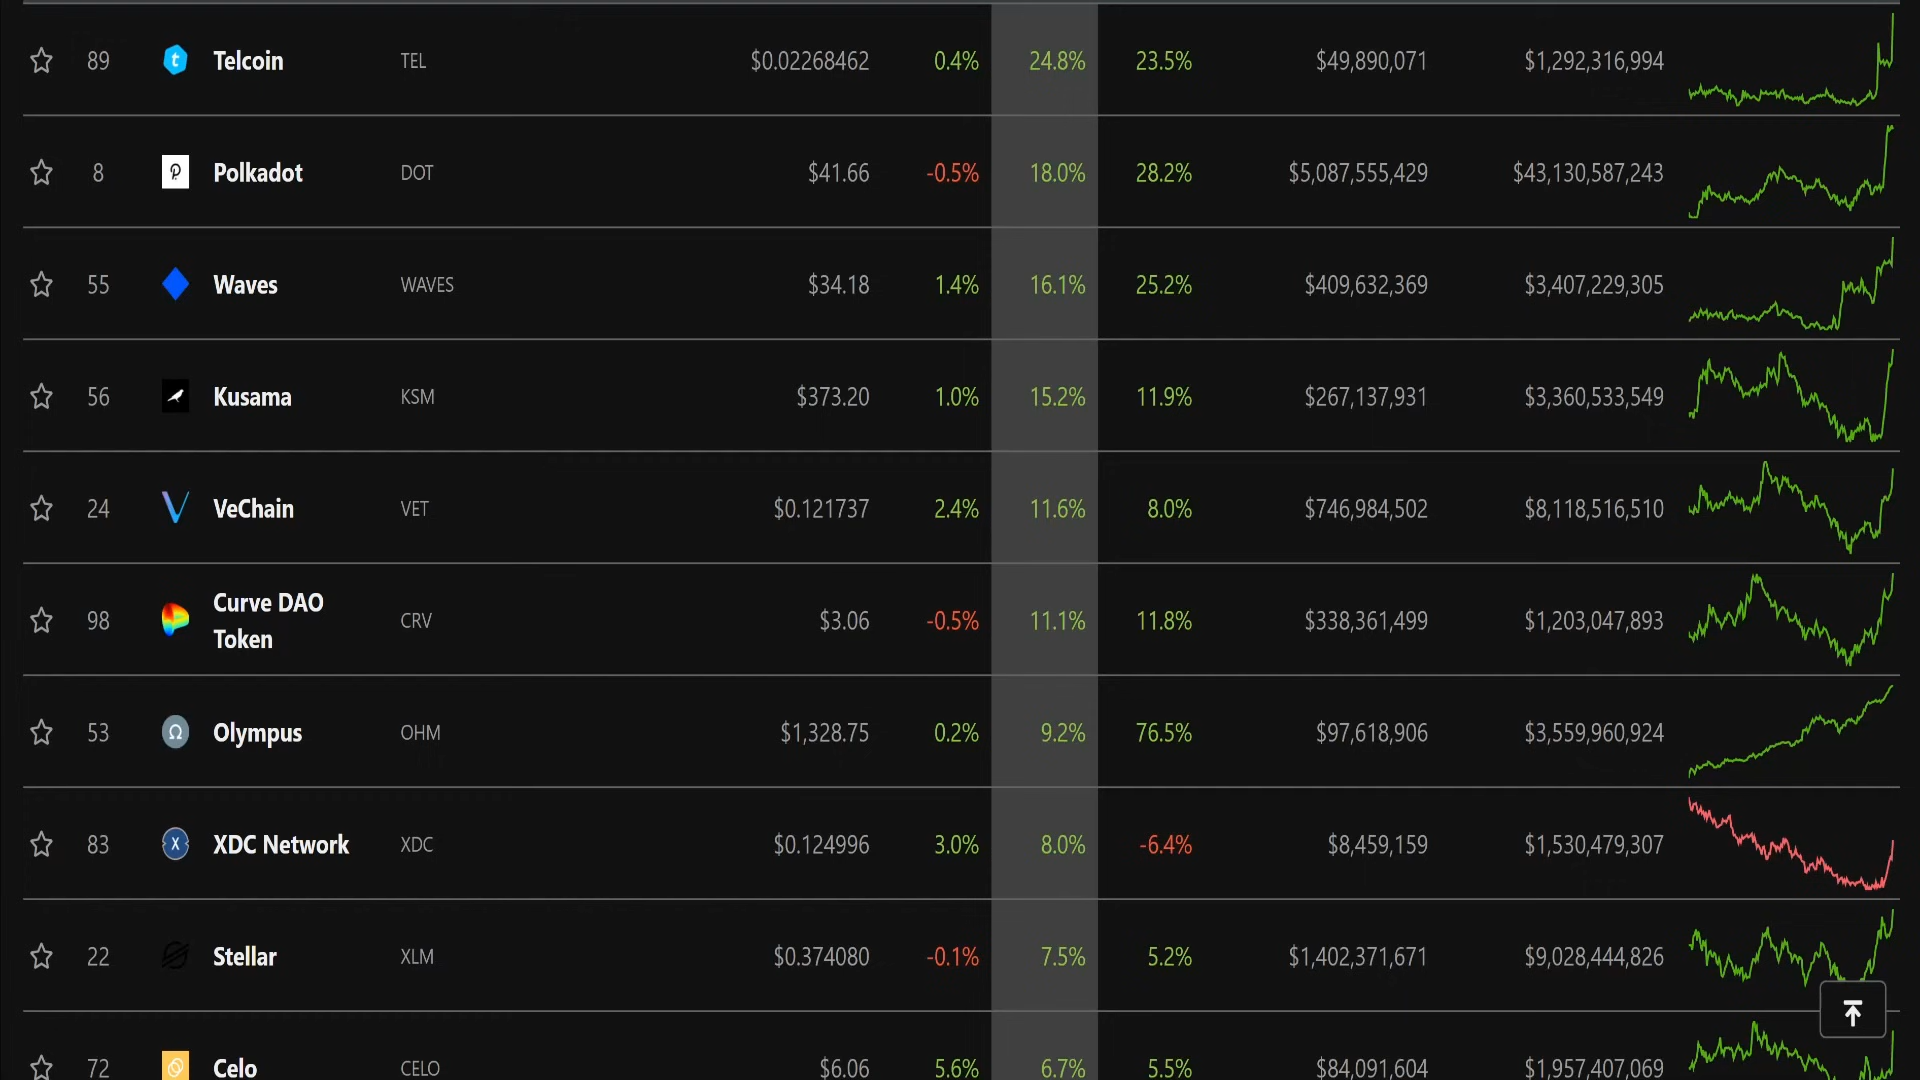 89 Telcoin TEL $0.02268462 0.4% 24.8% 23.5% $49,890,071 $1,292,316,994
8 Polkadot DOT $41.66 -0.5% 18.0% 28.2% $5,087,555,429 $43,130,587,243
55 Waves WAVES $34.18 1.4% 16.1% 25.2% $409,632,369 $3,407,229,305
56 Kusama KSM $373.20 1.0% 15.2% 11.9% $267,137,931 $3,360,533,549
24 VeChain VET $0.121737 2.4% 11.6% 8.0% $746,984,502 $8,118,516,510
98 Curve DAO Token CRV $3.06 -0.5% 11.1% 11.8% $338,361,499 $1,203,047,893
53 Olympus OHM $1,328.75 0.2% 9.2% 76.5% $97,618,906 $3,559,960,924
83 XDC Network XDC $0.124996 3.0% 8.0% -6.4% $8,459,159 $1,530,479,307
22 Stellar XLM $0.374080 -0.1% 7.5% 5.2% $1,402,371,671 $9,028,444,826
72 Celo CELO $6.06 5.6% 6.7% 5.5% $84,091,604 $1,957,407,069